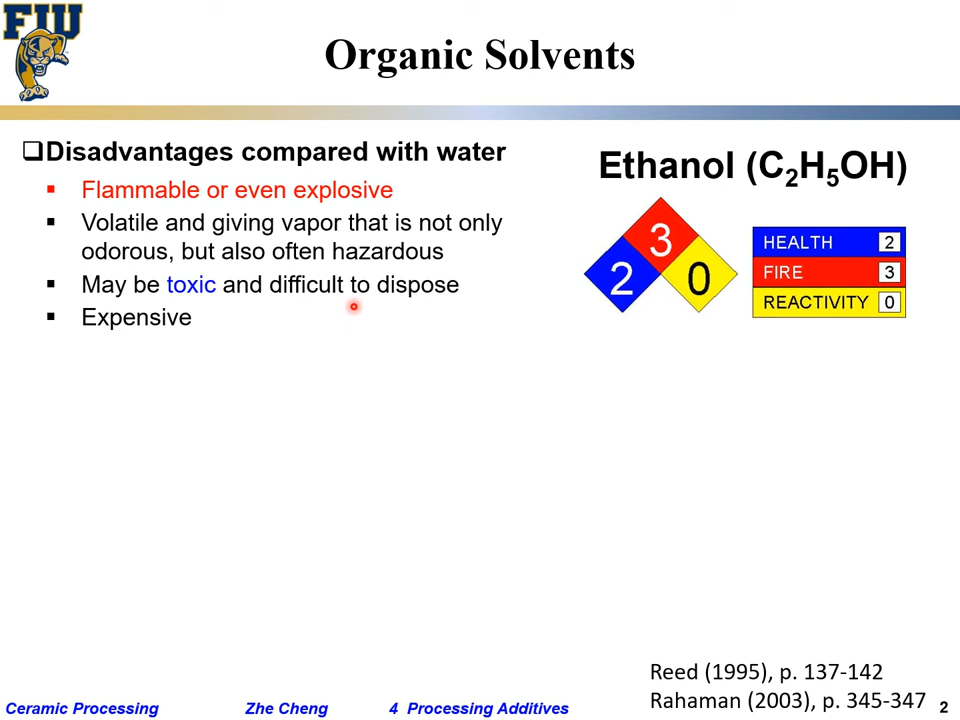 FIU
Organic Solvents
❑Disadvantages compared with water
▪ Flammable or even explosive
▪ Volatile and giving vapor that is not only
odorous, but also often hazardous
▪ May be toxic and difficult to dispose
▪ Expensive
Ethanol (C₂H₅OH)
3
2 0
HEALTH 2
FIRE 3
REACTIVITY 0
Reed (1995), p. 137-142
Rahaman (2003), p. 345-347
Ceramic Processing Zhe Cheng 4 Processing Additives 2